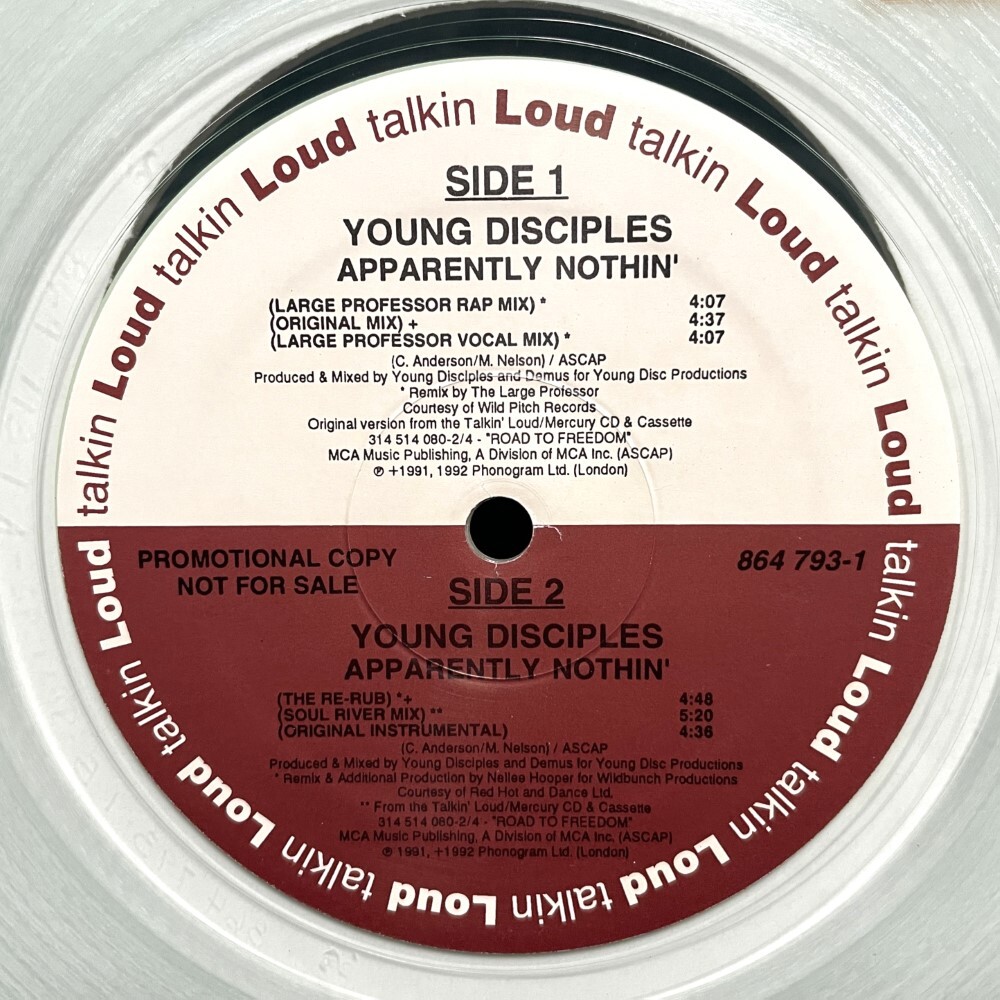 talkin Loud talkin Loud talkin Loud talkin Loud talkin Loud talkin Loud talkin Loud talkin Loud talkin Loud talkin Loud talkin Loud
SIDE 1
YOUNG DISCIPLES
APPARENTLY NOTHIN'
(LARGE PROFESSOR RAP MIX) * 4:07
(ORIGINAL MIX) + 4:37
(LARGE PROFESSOR VOCAL MIX) * 4:07
(C. Anderson/M. Nelson) / ASCAP
Produced & Mixed by Young Disciples and Demus for Young Disc Productions
* Remix by The Large Professor
Courtesy of Wild Pitch Records
Original version from the Talkin' Loud/Mercury CD & Cassette
314 514 080-2/4 - "ROAD TO FREEDOM"
MCA Music Publishing, A Division of MCA Inc. (ASCAP)
℗ +1991, 1992 Phonogram Ltd. (London)
PROMOTIONAL COPY
NOT FOR SALE
864 793-1
SIDE 2
YOUNG DISCIPLES
APPARENTLY NOTHIN'
(THE RE-RUB) *+ 4:48
(SOUL RIVER MIX) ** 5:20
(ORIGINAL INSTRUMENTAL) 4:36
(C. Anderson/M. Nelson) / ASCAP
Produced & Mixed by Young Disciples and Demus for Young Disc Productions
* Remix & Additional Production by Nellee Hooper for Wildbunch Productions
Courtesy of Red Hot and Dance Ltd.
** From the Talkin' Loud/Mercury CD & Cassette
314 514 080-2/4 - "ROAD TO FREEDOM"
MCA Music Publishing, A Division of MCA Inc. (ASCAP)
℗ 1991, +1992 Phonogram Ltd. (London)